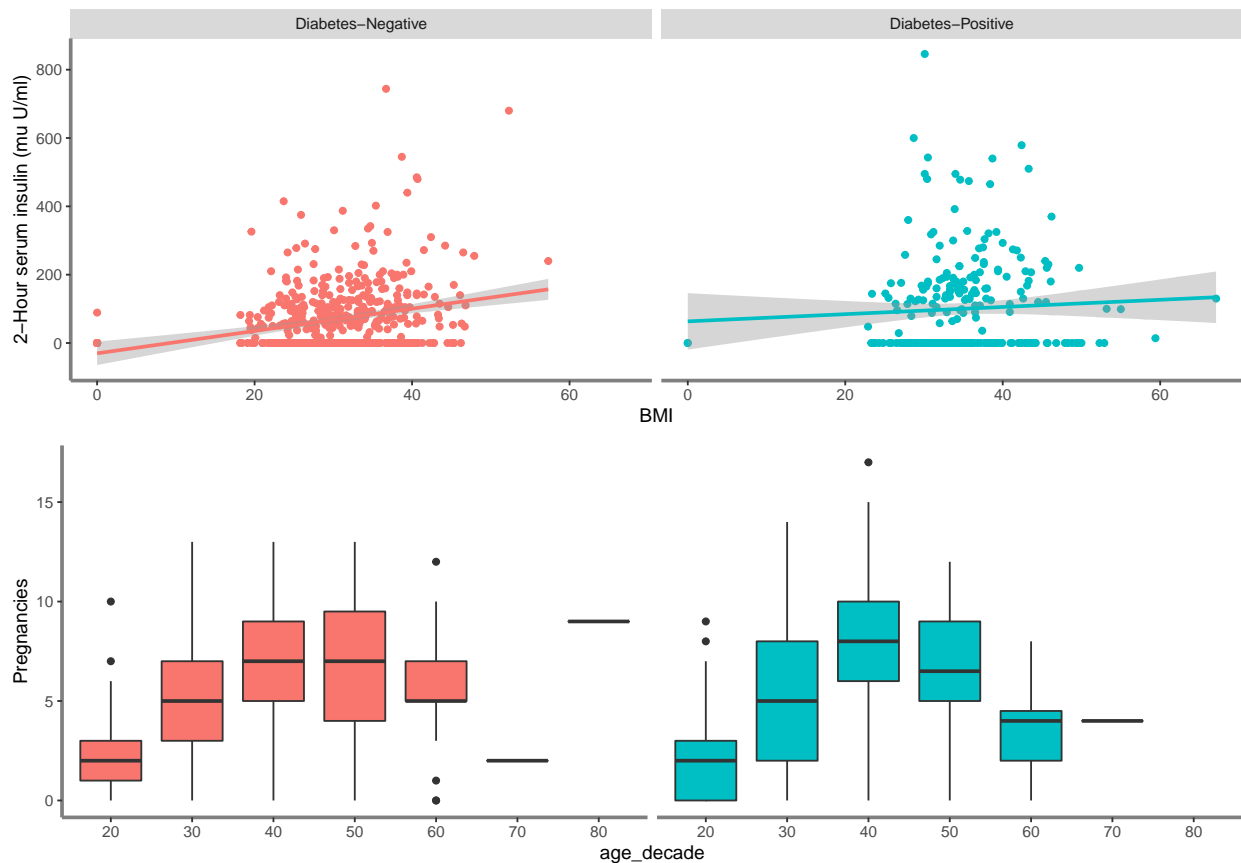 Diabetes−Negative
Diabetes−Positive
2−Hour serum insulin (mu U/ml)
800
600
400
200
0
0 20 40 60
0 20 40 60
BMI
Pregnancies
15
10
5
0
20 30 40 50 60 70 80
20 30 40 50 60 70 80
age_decade